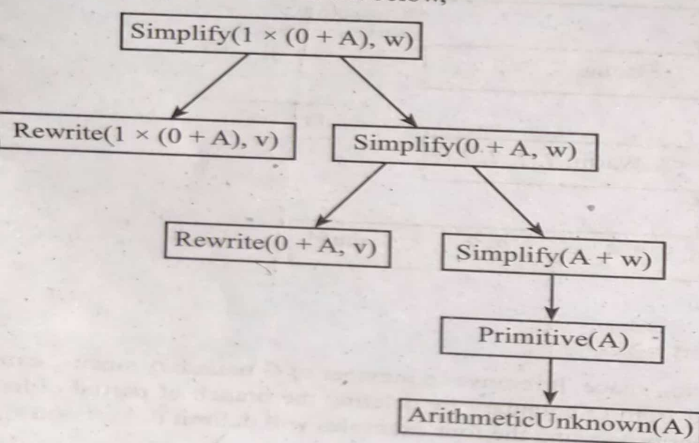 Simplify(1 × (0 + A), w)
Rewrite(1 × (0 + A), v)
Simplify(0 + A, w)
Rewrite(0 + A, v)
Simplify(A + w)
Primitive(A)
ArithmeticUnknown(A)